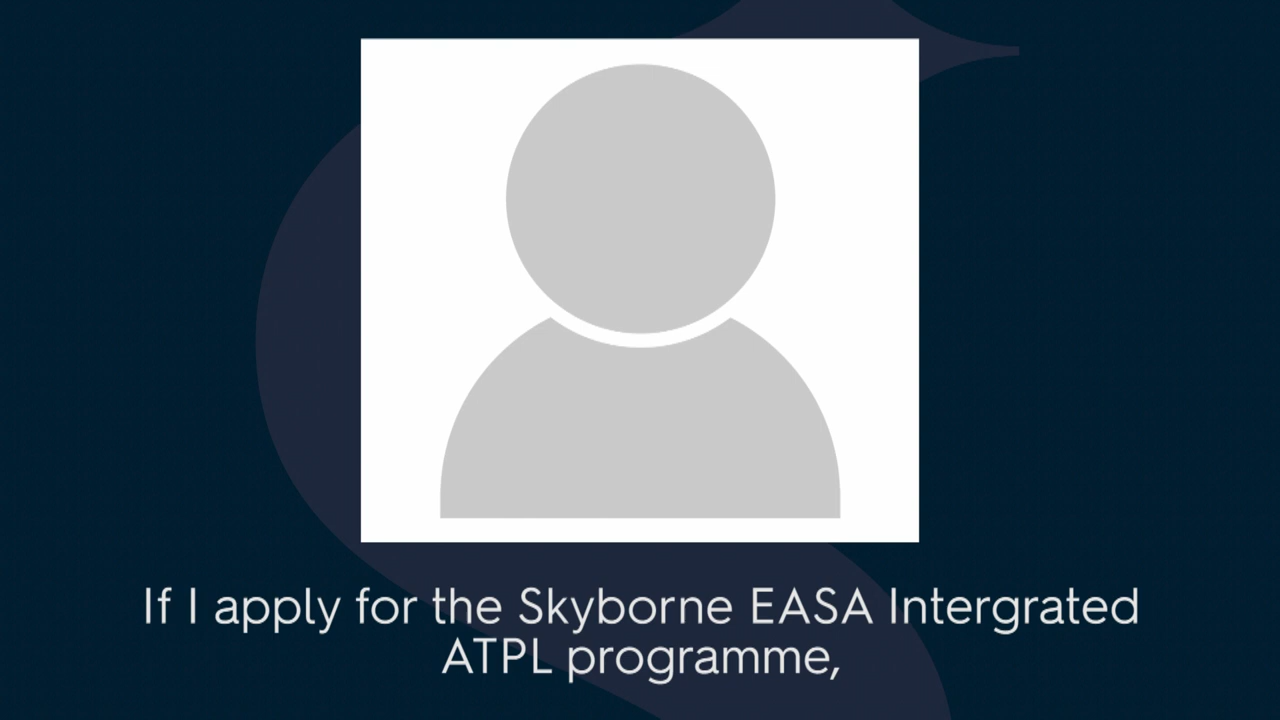 If I apply for the Skyborne EASA Intergrated
ATPL programme,